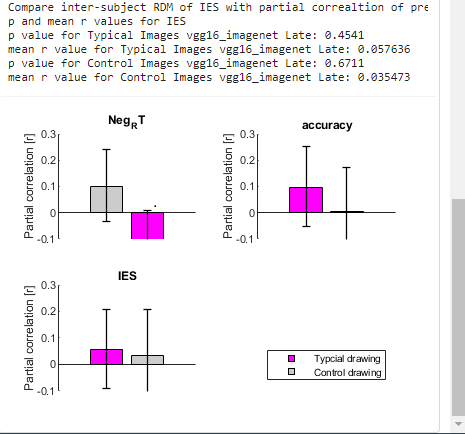 Compare inter-subject RDM of IES with partial correaltion of pre
p and mean r values for IES
p value for Typical Images vgg16_imagenet Late: 0.4541
mean r value for Typical Images vgg16_imagenet Late: 0.057636
p value for Control Images vgg16_imagenet Late: 0.6711
mean r value for Control Images vgg16_imagenet Late: 0.035473
Neg_RT
Partial correlation [r]
0.3
0.2
0.1
0
-0.1
accuracy
Partial correlation [r]
0.3
0.2
0.1
0
-0.1
IES
Partial correlation [r]
0.3
0.2
0.1
0
-0.1
Typcial drawing
Control drawing